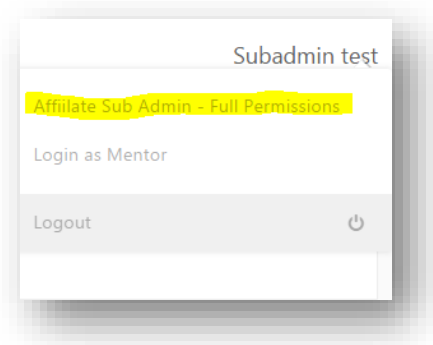 Subadmin test
Affiilate Sub Admin - Full Permissions
Login as Mentor
Logout